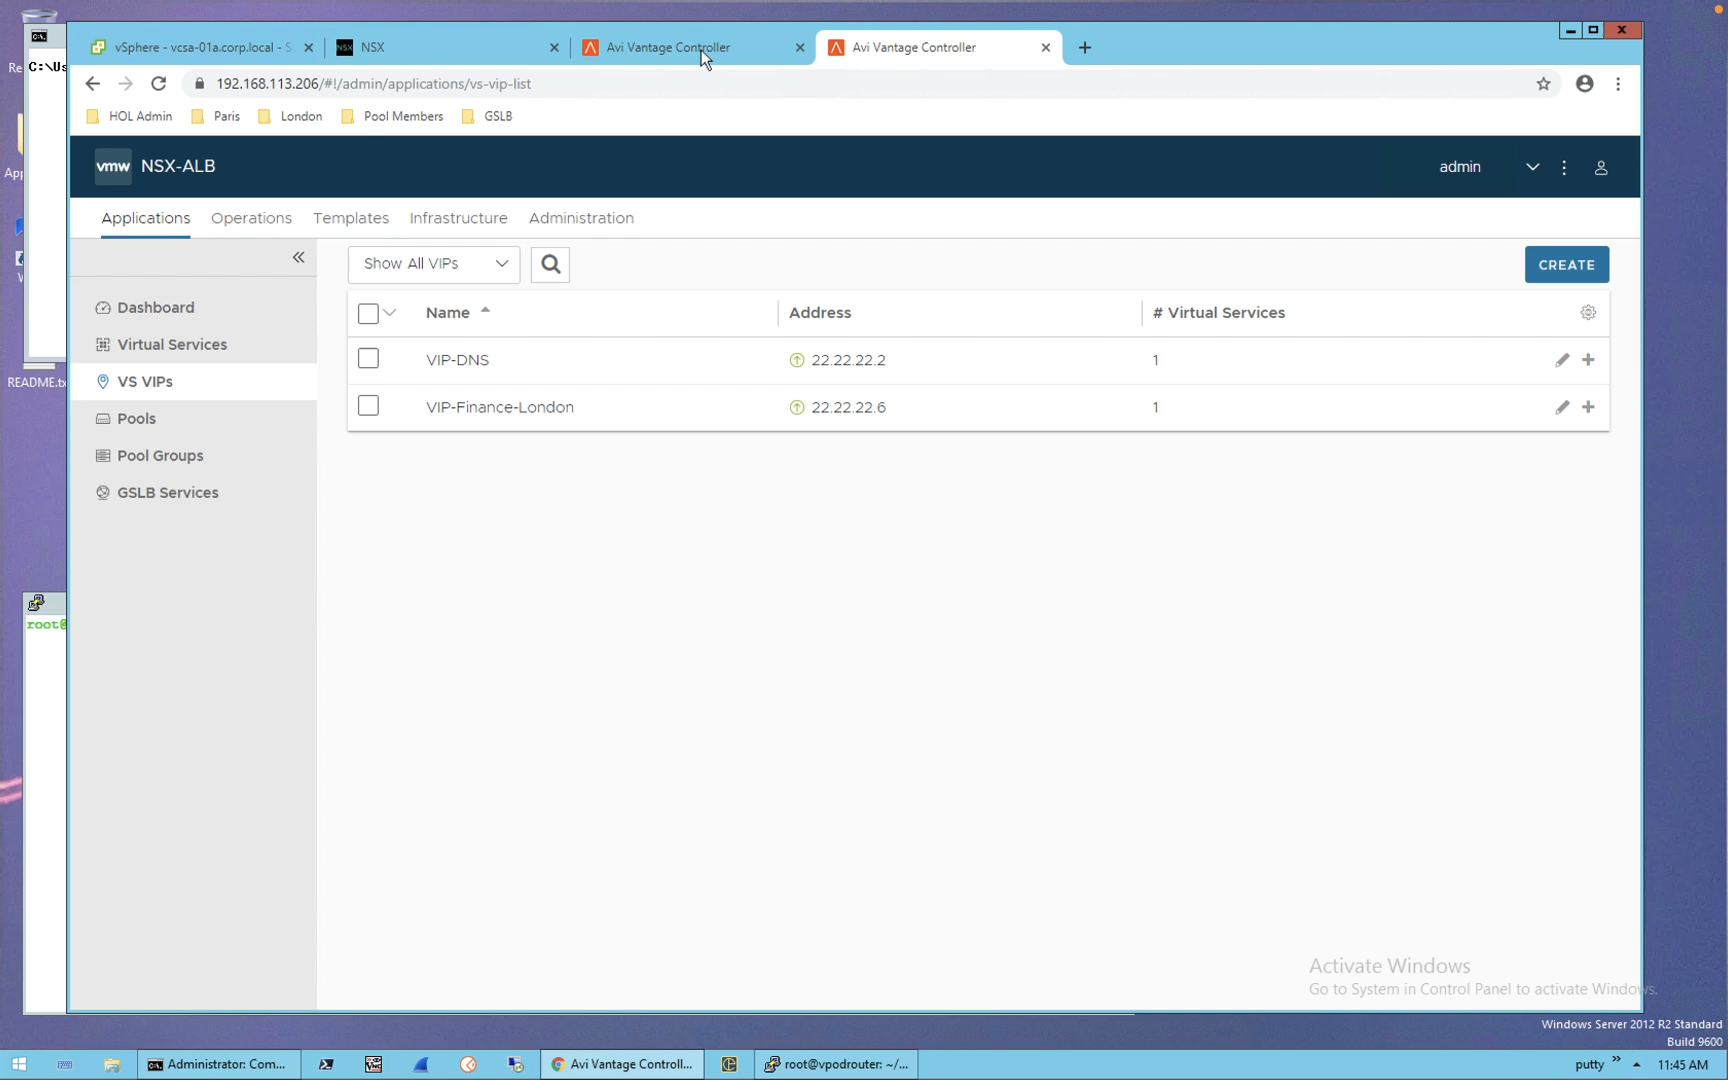 vSphere - vcsa-01a.corp.local - S
NSX
NSX
Avi Vantage Controller
Avi Vantage Controller
C:\Us
192.168.113.206/#!/admin/applications/vs-vip-list
HOL Admin
Paris
London
Pool Members
GSLB
vmw
NSX-ALB
admin
Applications
Operations
Templates
Infrastructure
Administration
Show All VIPs
CREATE
Dashboard
Virtual Services
VS VIPs
Pools
Pool Groups
GSLB Services
Name
Address
# Virtual Services
VIP-DNS
22.22.22.2
1
VIP-Finance-London
22.22.22.6
1
README.tx
root@
Activate Windows
Go to System in Control Panel to activate Windows.
Windows Server 2012 R2 Standard
Build 9600
Administrator: Com...
Avi Vantage Controll...
root@vpodrouter: ~/...
putty
11:45 AM